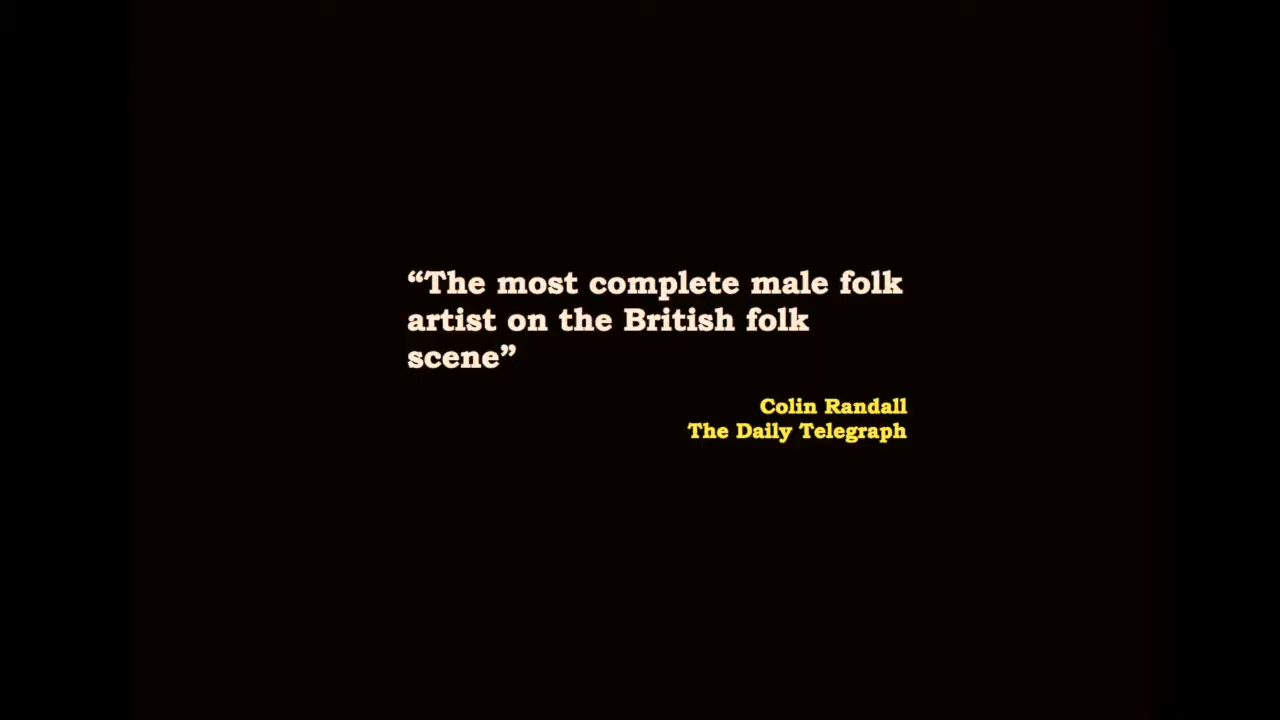 “The most complete male folk
artist on the British folk
scene”
Colin Randall
The Daily Telegraph